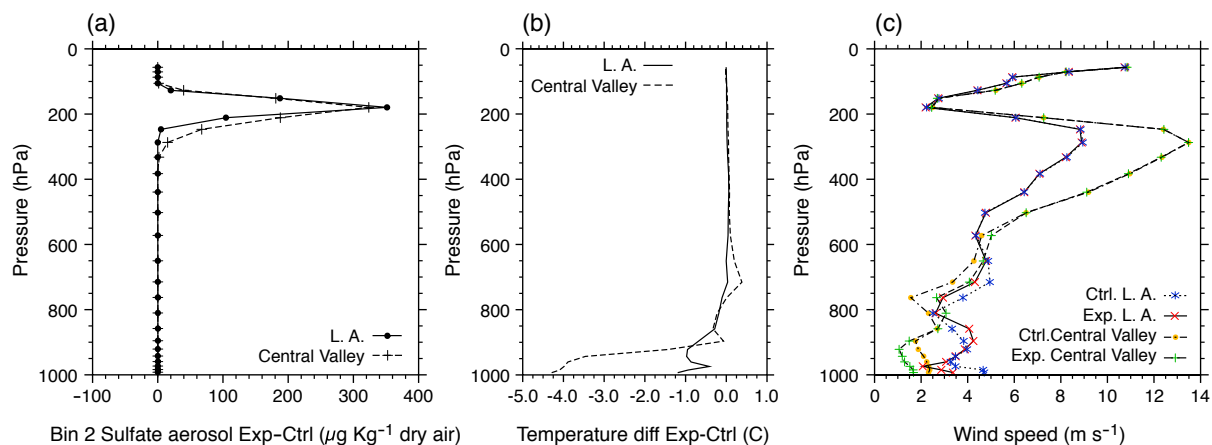 (a)
0
200
400
600
800
1000
Pressure (hPa)
L. A.
Central Valley
−100
0
100
200
300
400
Bin 2 Sulfate aerosol Exp−Ctrl (µg Kg⁻¹ dry air)
(b)
0
200
400
600
800
1000
Pressure (hPa)
L. A.
Central Valley
-5.0
-4.0
-3.0
-2.0
-1.0
0.0
1.0
Temperature diff Exp-Ctrl (C)
(c)
0
200
400
600
800
1000
Pressure (hPa)
Ctrl. L. A.
Exp. L. A.
Ctrl.Central Valley
Exp. Central Valley
0
2
4
6
8
10
12
14
Wind speed (m s⁻¹)